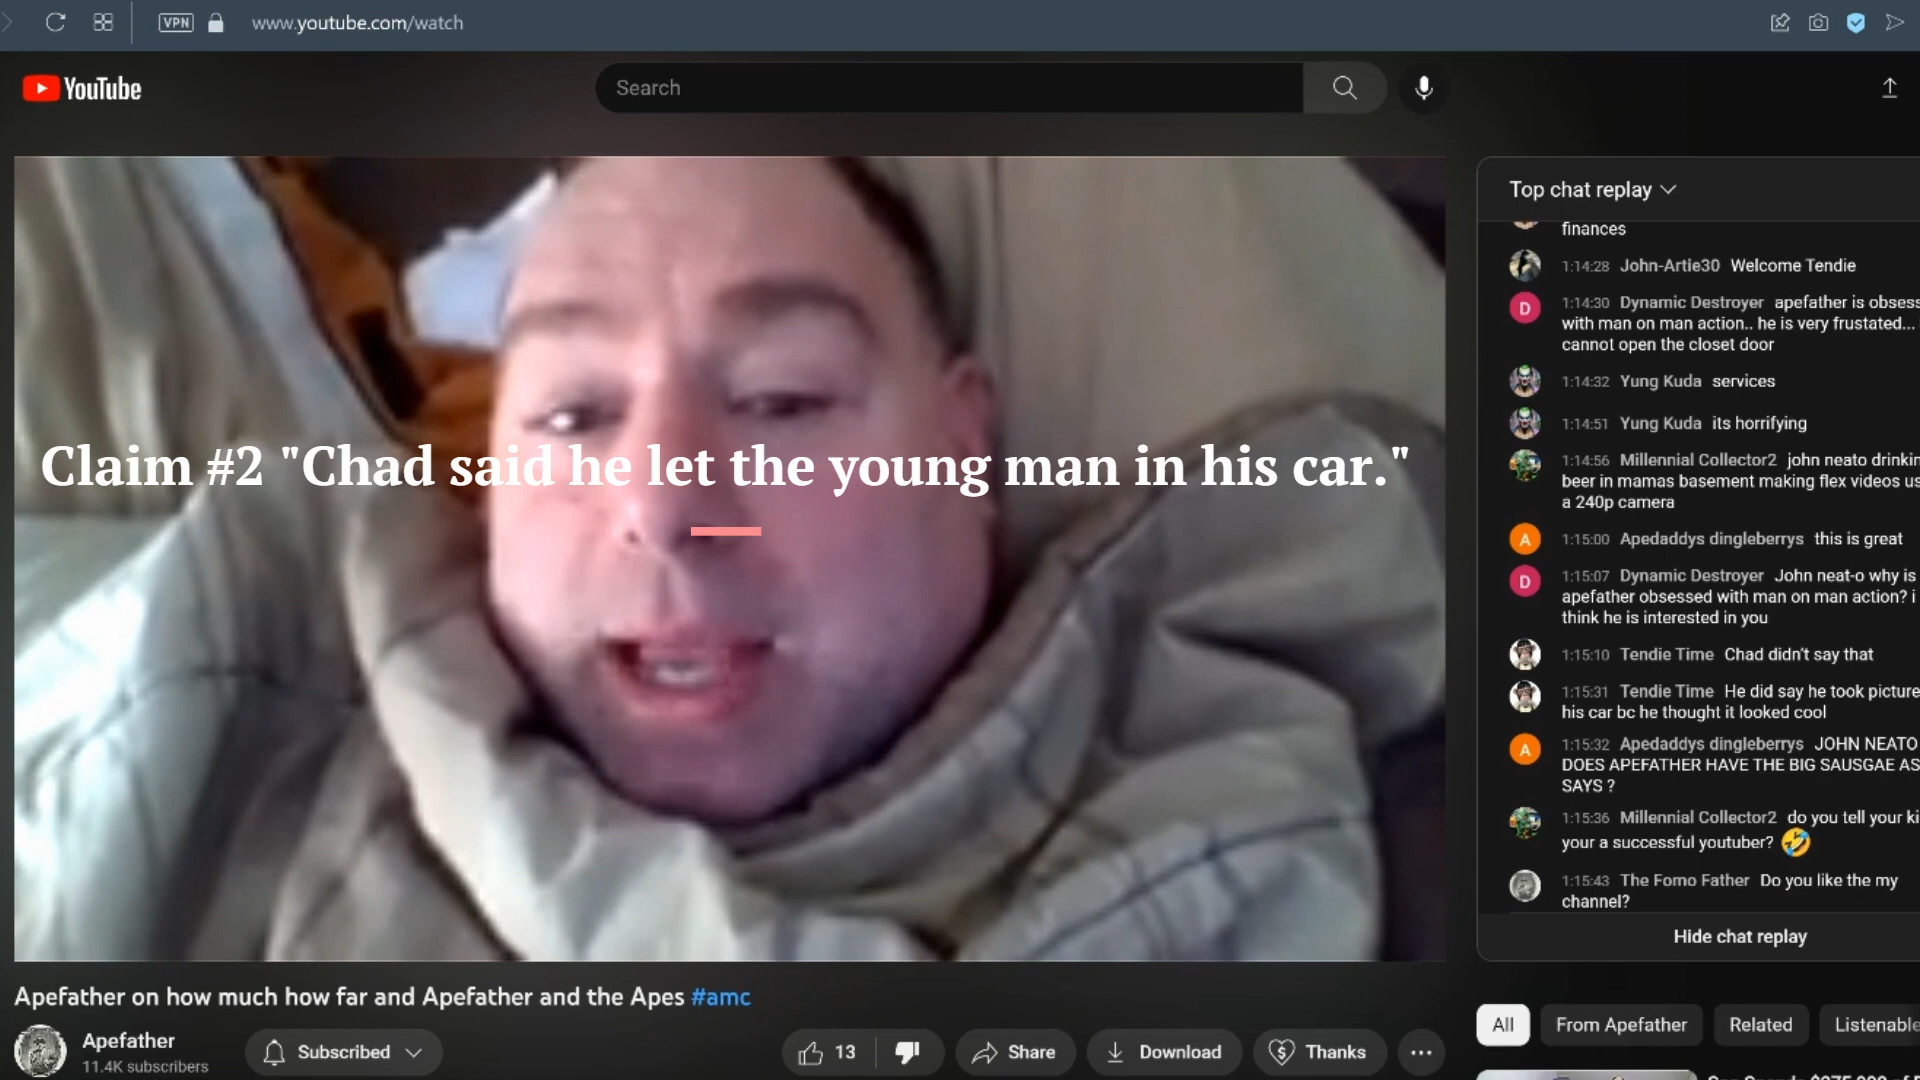 VPN www.youtube.com/watch
YouTube
Search
Top chat replay
finances
1:14:28 John-Artie30 Welcome Tendie
D 1:14:30 Dynamic Destroyer apefather is obsess
with man on man action.. he is very frustated...
cannot open the closet door
1:14:32 Yung Kuda services
1:14:51 Yung Kuda its horrifying
1:14:56 Millennial Collector2 john neato drinkin
beer in mamas basement making flex videos us
a 240p camera
A 1:15:00 Apedaddys dingleberrys this is great
D 1:15:07 Dynamic Destroyer John neat-o why is
apefather obsessed with man on man action? i
think he is interested in you
1:15:10 Tendie Time Chad didn't say that
1:15:31 Tendie Time He did say he took picture
his car bc he thought it looked cool
A 1:15:32 Apedaddys dingleberrys JOHN NEATO
DOES APEFATHER HAVE THE BIG SAUSGAE AS
SAYS ?
1:15:36 Millennial Collector2 do you tell your ki
your a successful youtuber? 🤣
1:15:43 The Fomo Father Do you like the my
channel?
Hide chat replay
Claim #2 "Chad said he let the young man in his car."
Apefather on how much how far and Apefather and the Apes #amc
Apefather
11.4K subscribers
Subscribed
13
Share
Download
Thanks
All
From Apefather
Related
Listenable